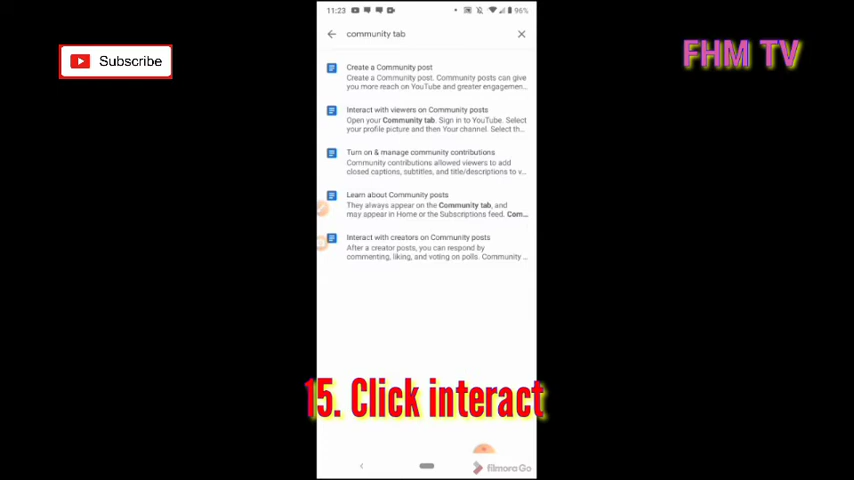 11:23
96%
community tab
Subscribe
FHM TV
Create a Community post
Create a Community post. Community posts can give
you more reach on YouTube and greater engagemen...
Interact with viewers on Community posts
Open your Community tab. Sign in to YouTube. Select
your profile picture and then Your channel. Select th...
Turn on & manage community contributions
Community contributions allowed viewers to add
closed captions, subtitles, and title/descriptions to v...
Learn about Community posts
They always appear on the Community tab, and
may appear in Home or the Subscriptions feed. Com...
Interact with creators on Community posts
After a creator posts, you can respond by
commenting, liking, and voting on polls. Community ...
15. Click interact
filmoraGo